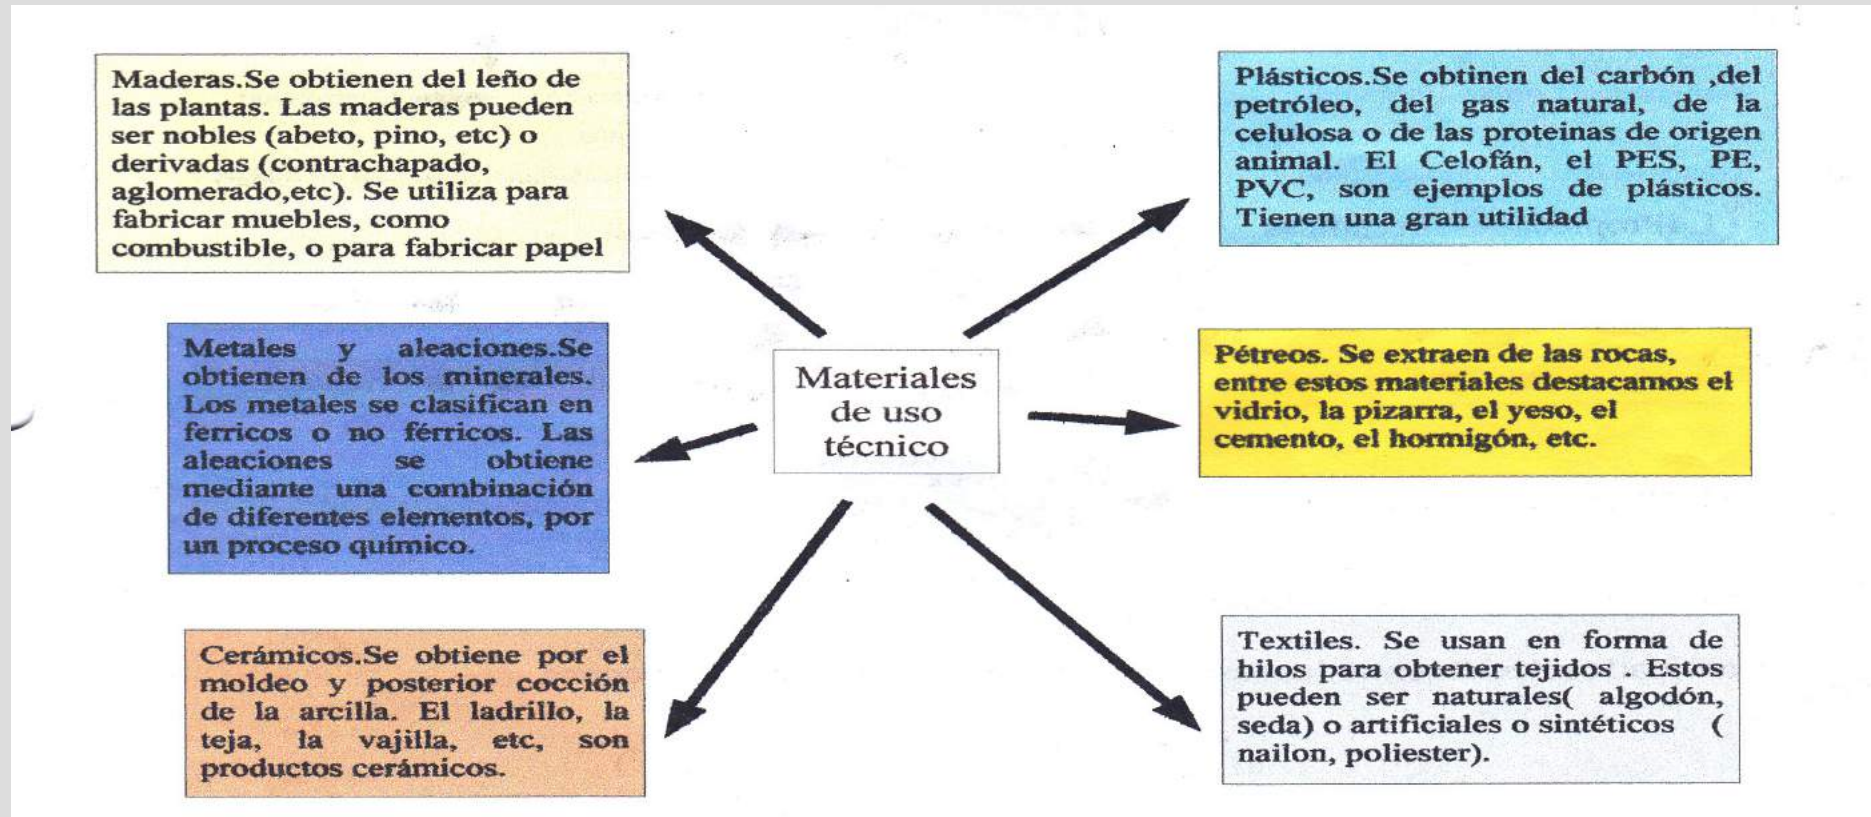 Maderas.Se obtienen del leño de
las plantas. Las maderas pueden
ser nobles (abeto, pino, etc) o
derivadas (contrachapado,
aglomerado,etc). Se utiliza para
fabricar muebles, como
combustible, o para fabricar papel
Plásticos.Se obtinen del carbón ,del
petróleo, del gas natural, de la
celulosa o de las proteinas de origen
animal. El Celofán, el PES, PE,
PVC, son ejemplos de plásticos.
Tienen una gran utilidad
Metales y aleaciones.Se
obtienen de los minerales.
Los metales se clasifican en
ferricos o no férricos. Las
aleaciones se obtiene
mediante una combinación
de diferentes elementos, por
un proceso químico.
Materiales
de uso
técnico
Pétreos. Se extraen de las rocas,
entre estos materiales destacamos el
vidrio, la pizarra, el yeso, el
cemento, el hormigón, etc.
Cerámicos.Se obtiene por el
moldeo y posterior cocción
de la arcilla. El ladrillo, la
teja, la vajilla, etc, son
productos cerámicos.
Textiles. Se usan en forma de
hilos para obtener tejidos . Estos
pueden ser naturales( algodón,
seda) o artificiales o sintéticos (
nailon, poliester).